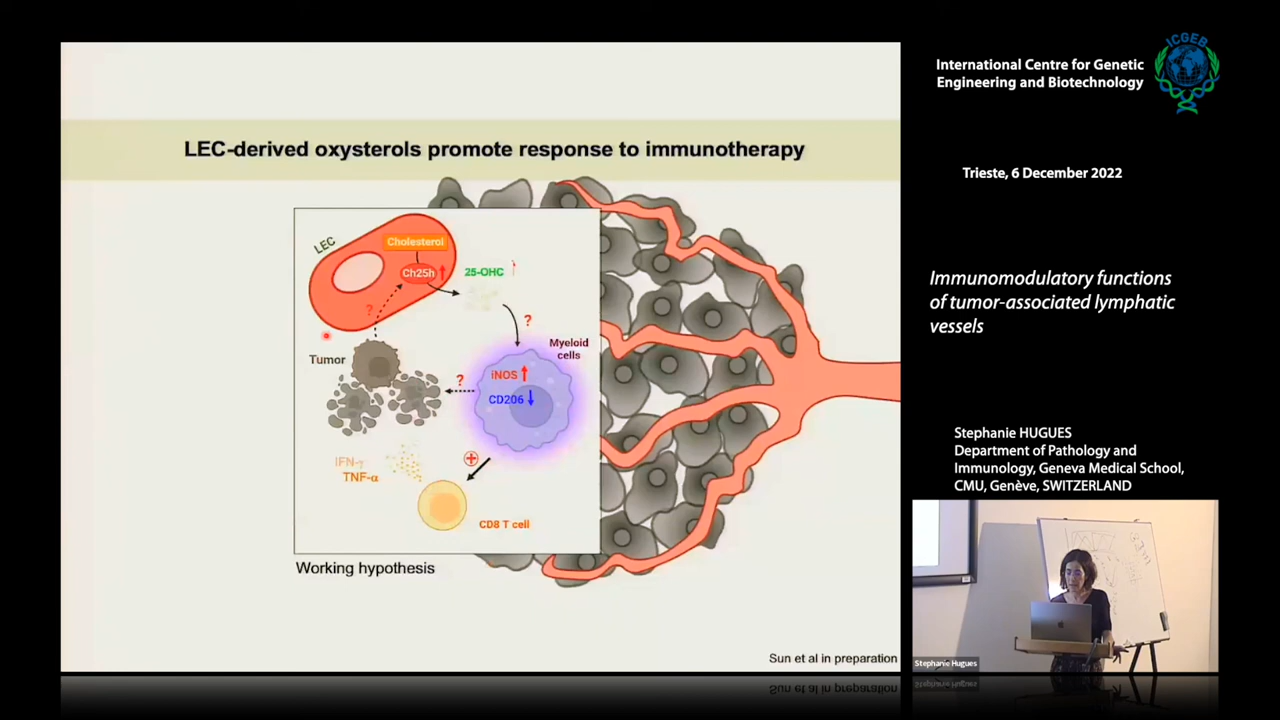 LEC-derived oxysterols promote response to immunotherapy
LEC
Cholesterol
Ch25h
25-OHC
?
?
Myeloid
cells
Tumor
?
iNOS
CD206
IFN-γ
TNF-α
CD8 T cell
Working hypothesis
Sun et al in preparation
International Centre for Genetic
Engineering and Biotechnology
ICGEB
Trieste, 6 December 2022
Immunomodulatory functions
of tumor-associated lymphatic
vessels
Stephanie HUGUES
Department of Pathology and
Immunology, Geneva Medical School,
CMU, Genève, SWITZERLAND
Stephanie Hugues